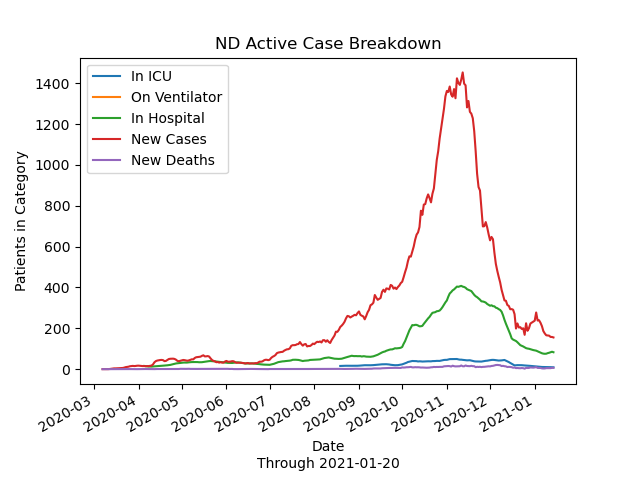 ND Active Case Breakdown
In ICU
On Ventilator
In Hospital
New Cases
New Deaths
Patients in Category
1400
1200
1000
800
600
400
200
0
2020-03
2020-04
2020-05
2020-06
2020-07
2020-08
2020-09
2020-10
2020-11
2020-12
2021-01
Date
Through 2021-01-20